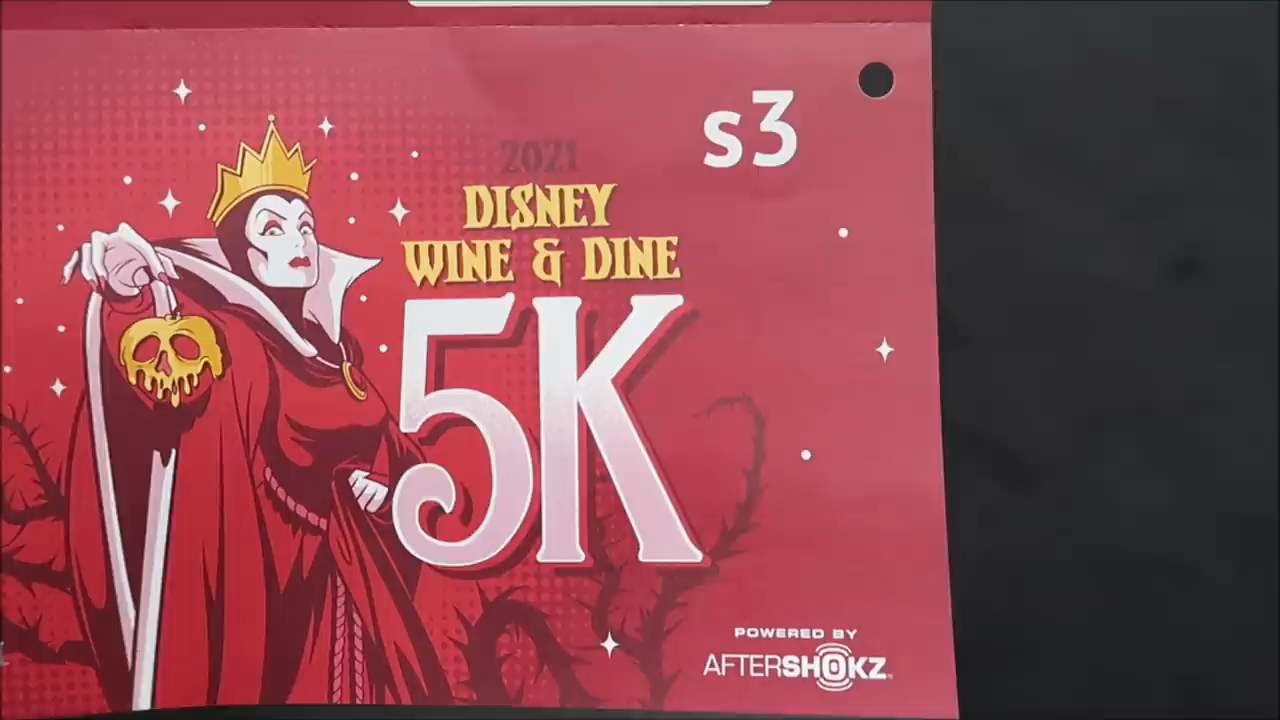 s3
2021
DISNEY
WINE & DINE
5K
POWERED BY
AFTERSHOKZ